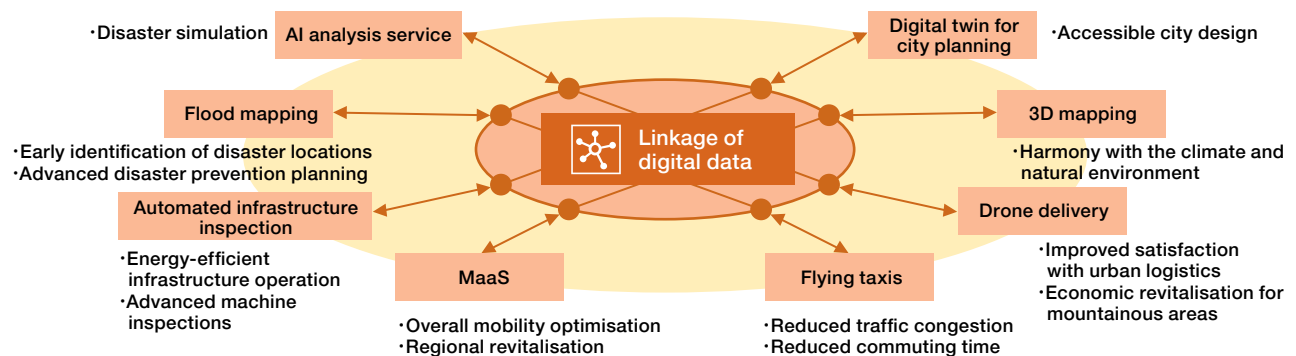 ・Disaster simulation
AI analysis service
Digital twin for
city planning
・Accessible city design
Flood mapping
・Early identification of disaster locations
・Advanced disaster prevention planning
Linkage of
digital data
3D mapping
・Harmony with the climate and
natural environment
Automated infrastructure
inspection
・Energy-efficient
infrastructure operation
・Advanced machine
inspections
MaaS
・Overall mobility optimisation
・Regional revitalisation
Flying taxis
・Reduced traffic congestion
・Reduced commuting time
Drone delivery
・Improved satisfaction
with urban logistics
・Economic revitalisation for
mountainous areas